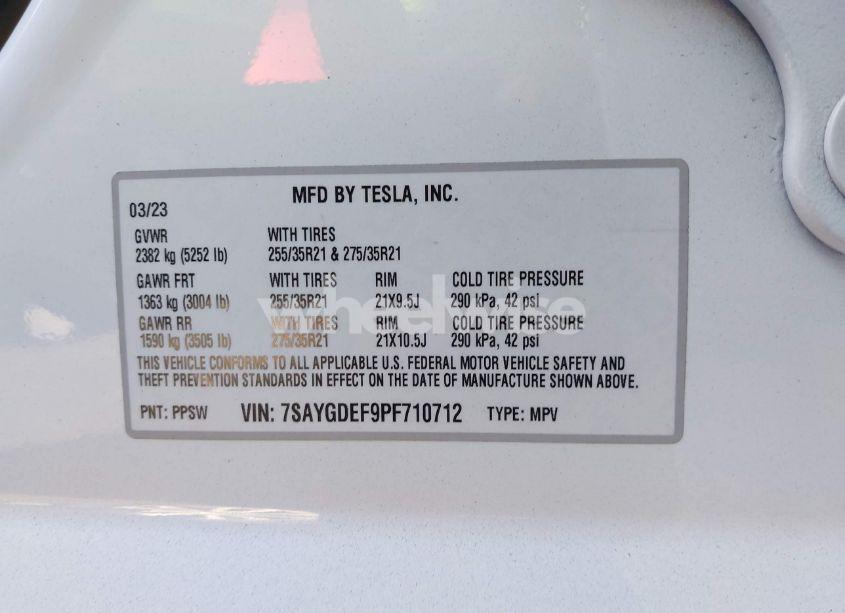 MFD BY TESLA, INC.
03/23
GVWR WITH TIRES
2382 kg (5252 lb) 255/35R21 & 275/35R21
GAWR FRT WITH TIRES RIM COLD TIRE PRESSURE
1363 kg (3004 lb) 255/35R21 21X9.5J 290 kPa, 42 psi
wheelwise
GAWR RR WITH TIRES RIM COLD TIRE PRESSURE
1590 kg (3505 lb) 275/35R21 21X10.5J 290 kPa, 42 psi
THIS VEHICLE CONFORMS TO ALL APPLICABLE U.S. FEDERAL MOTOR VEHICLE SAFETY AND
THEFT PREVENTION STANDARDS IN EFFECT ON THE DATE OF MANUFACTURE SHOWN ABOVE.
PNT: PPSW VIN: 7SAYGDEF9PF710712 TYPE: MPV